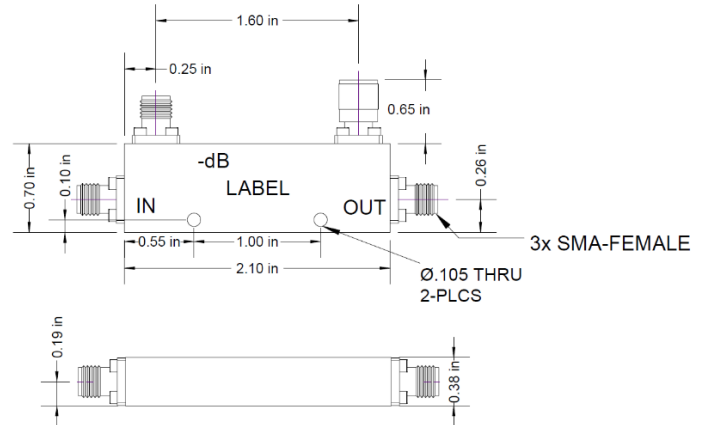 1.60 in
0.25 in
0.65 in
0.70 in
0.10 in
-dB
LABEL
IN
OUT
0.26 in
0.55 in
1.00 in
3x SMA-FEMALE
2.10 in
Ø.105 THRU
2-PLCS
0.19 in
0.38 in